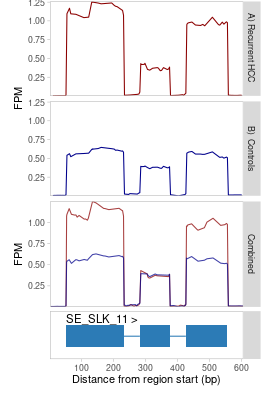 1.25
1.00
0.75
0.50
0.25
A) Recurrent HCC
FPM
1.25
1.00
0.75
0.50
0.25
B) Controls
FPM
1.00
0.75
0.50
0.25
Combined
SE_SLK_11 >
0 100 200 300 400 500 600
Distance from region start (bp)